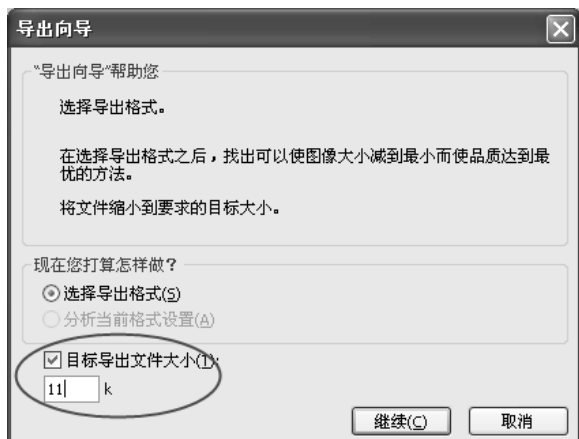 导出向导
“导出向导”帮助您
选择导出格式。
在选择导出格式之后，找出可以使图像大小减到最小而使品质达到最
优的方法。
将文件缩小到要求的目标大小。
现在您打算怎样做？
选择导出格式(S)
分析当前格式设置(A)
目标导出文件大小(T):
11 k
继续(C) 取消